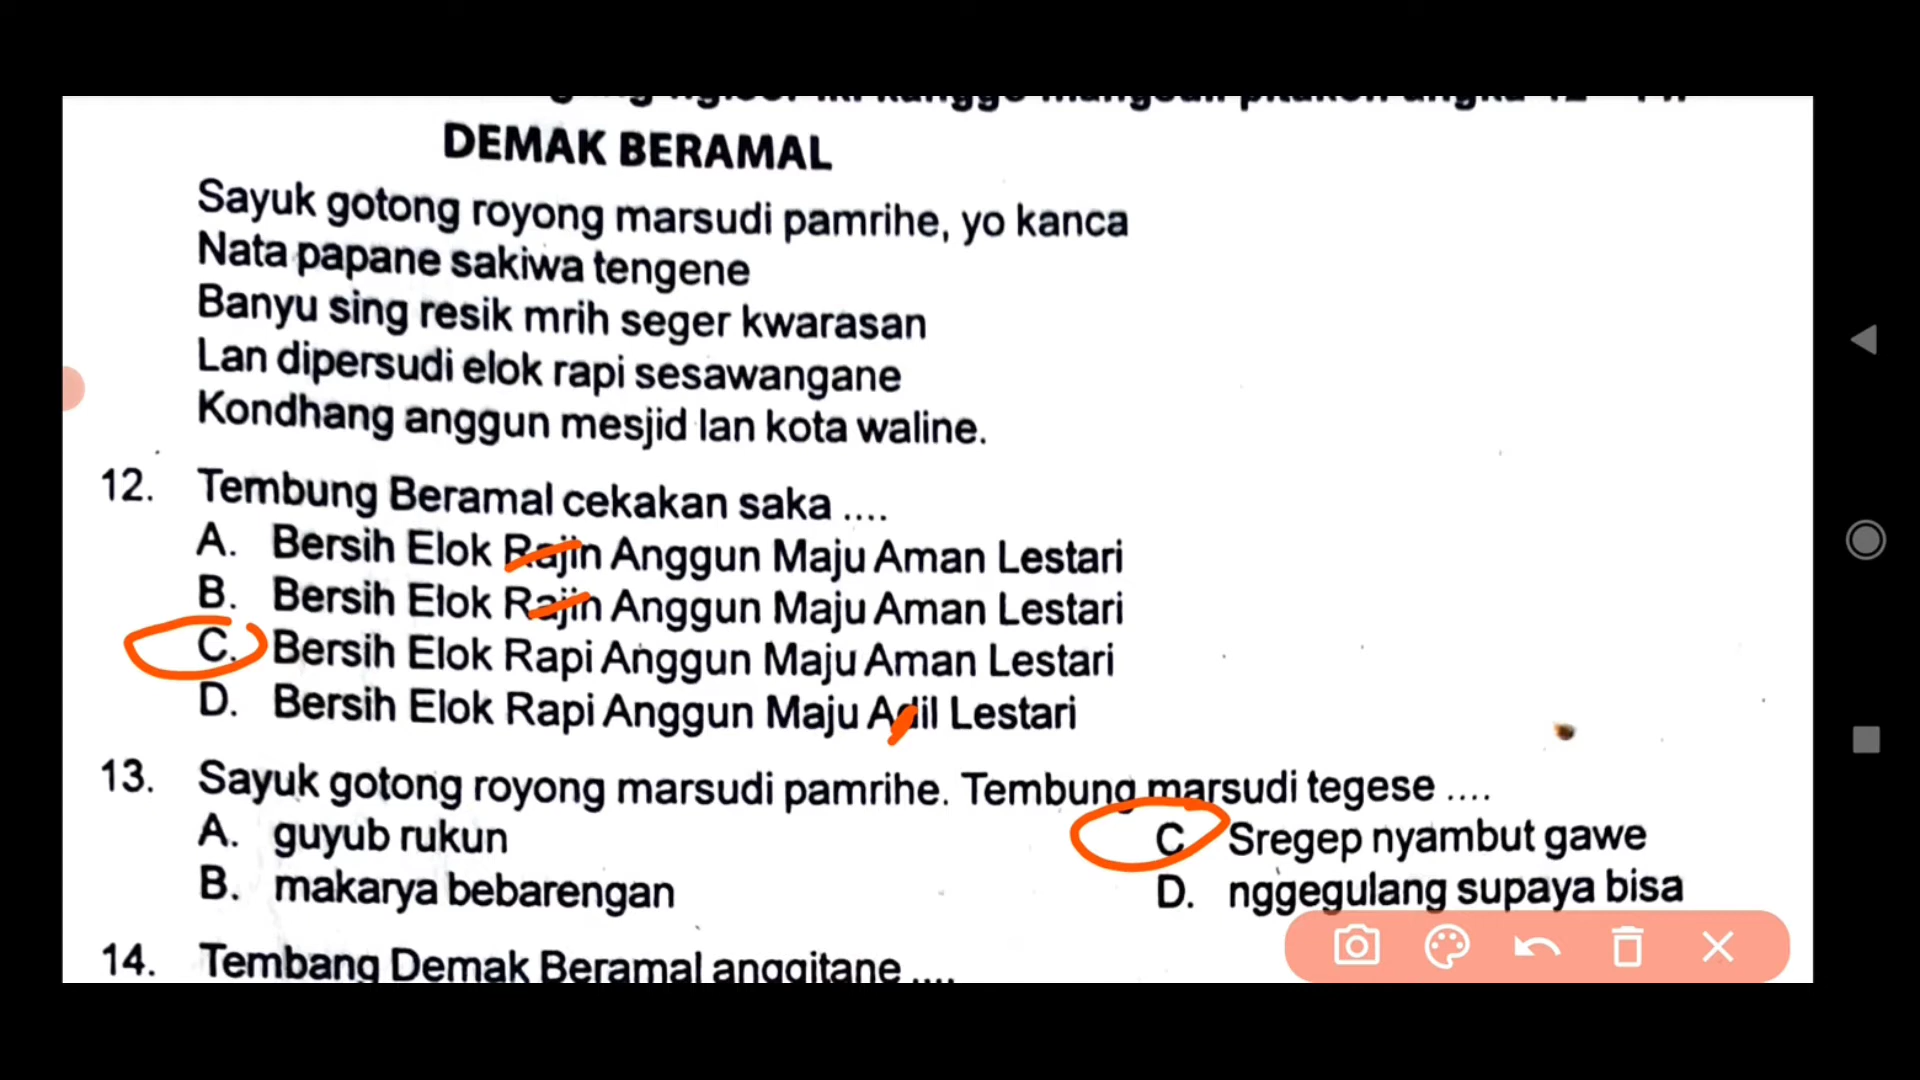 DEMAK BERAMAL
Sayuk gotong royong marsudi pamrihe, yo kanca
Nata papane sakiwa tengene
Banyu sing resik mrih seger kwarasan
Lan dipersudi elok rapi sesawangane
Kondhang anggun mesjid lan kota waline.
12. Tembung Beramal cekakan saka ....
A. Bersih Elok Rajin Anggun Maju Aman Lestari
B. Bersih Elok Rajin Anggun Maju Aman Lestari
C. Bersih Elok Rapi Anggun Maju Aman Lestari
D. Bersih Elok Rapi Anggun Maju Adil Lestari
13. Sayuk gotong royong marsudi pamrihe. Tembung marsudi tegese ....
A. guyub rukun
C Sregep nyambut gawe
B. makarya bebarengan
D. nggegulang supaya bisa
14. Tembang Demak Beramal anggitane ....